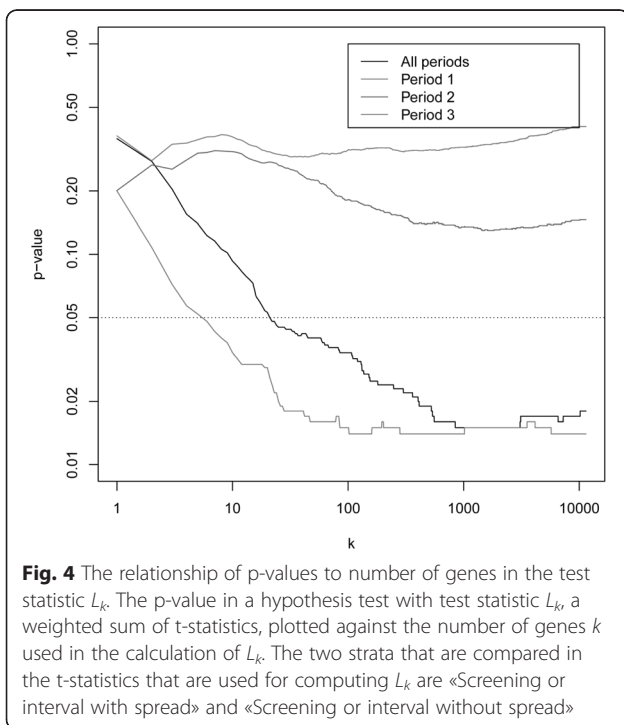 All periods
Period 1
Period 2
Period 3
p−value
1.00
0.50
0.20
0.10
0.05
0.02
0.01
1 10 100 1000 10000
k
Fig. 4 The relationship of p-values to number of genes in the test
statistic Lk. The p-value in a hypothesis test with test statistic Lk, a
weighted sum of t-statistics, plotted against the number of genes k
used in the calculation of Lk. The two strata that are compared in
the t-statistics that are used for computing Lk are «Screening or
interval with spread» and «Screening or interval without spread»